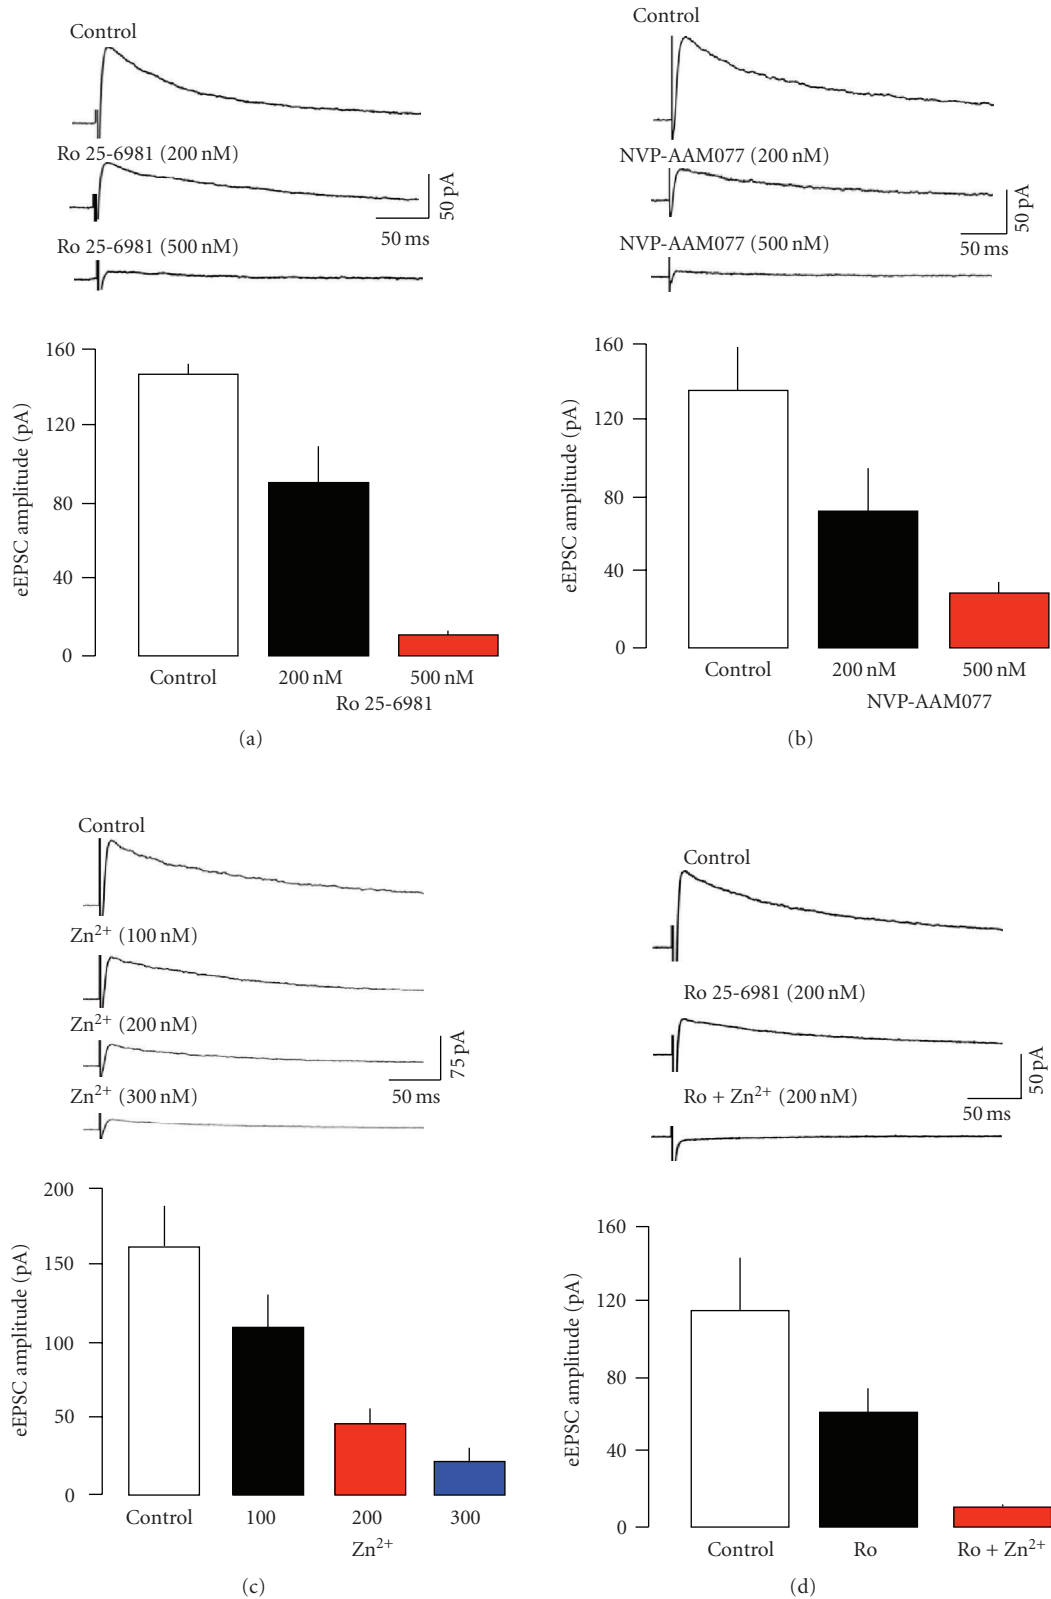 Control
Ro 25-6981 (200 nM)
50 pA
50 ms
Ro 25-6981 (500 nM)
160
120
80
40
0
eEPSC amplitude (pA)
Control
200 nM
500 nM
Ro 25-6981
(a)
Control
NVP-AAM077 (200 nM)
50 pA
50 ms
NVP-AAM077 (500 nM)
160
120
80
40
0
eEPSC amplitude (pA)
Control
200 nM
500 nM
NVP-AAM077
(b)
Control
Zn²⁺ (100 nM)
Zn²⁺ (200 nM)
75 pA
50 ms
Zn²⁺ (300 nM)
200
150
100
50
0
eEPSC amplitude (pA)
Control
100
200
300
Zn²⁺
(c)
Control
Ro 25-6981 (200 nM)
50 pA
50 ms
Ro + Zn²⁺ (200 nM)
160
120
80
40
0
eEPSC amplitude (pA)
Control
Ro
Ro + Zn²⁺
(d)